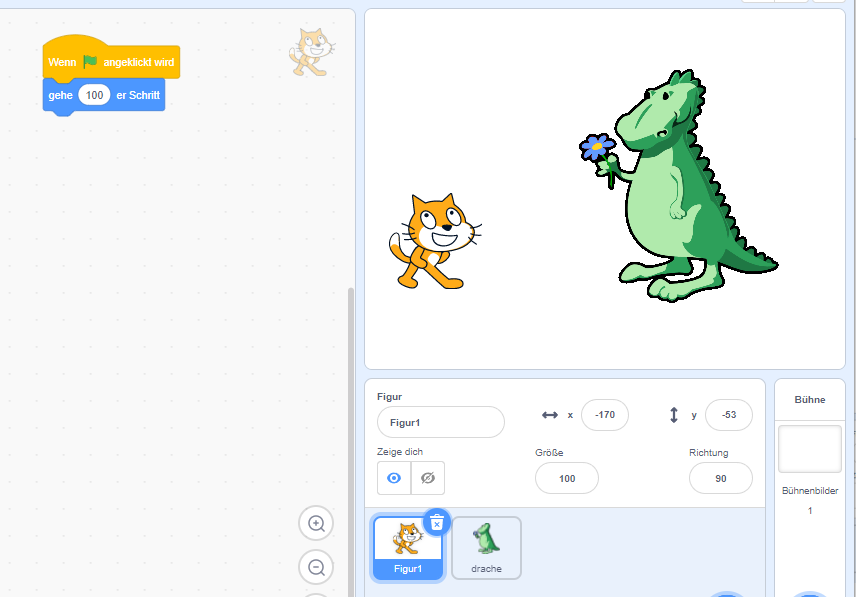 Wenn angeklickt wird
gehe 100 er Schritt
Figur
Figur1
x -170
y -53
Zeige dich
Größe
100
Richtung
90
Figur1
drache
Bühne
Bühnenbilder
1